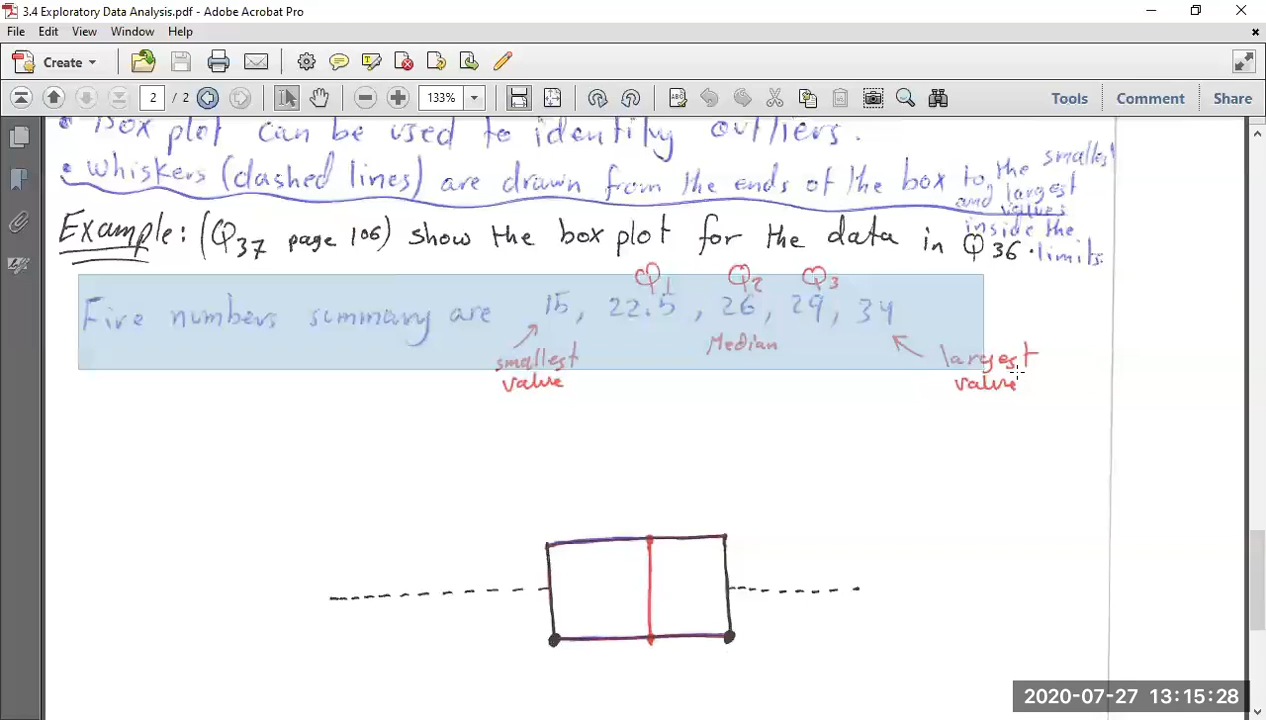 3.4 Exploratory Data Analysis.pdf - Adobe Acrobat Pro
File Edit View Window Help
Create
2 / 2 133% Tools Comment Share
• Box plot can be used to identify outliers.
• Whiskers (dashed lines) are drawn from the ends of the box to the smallest
and largest
values
inside the
limits.
Example: (Q37 page 106) show the box plot for the data in Q36.
Q1 Q2 Q3
Five numbers summary are 15, 22.5, 26, 29, 34
smallest value
Median
largest value
2020-07-27 13:15:28